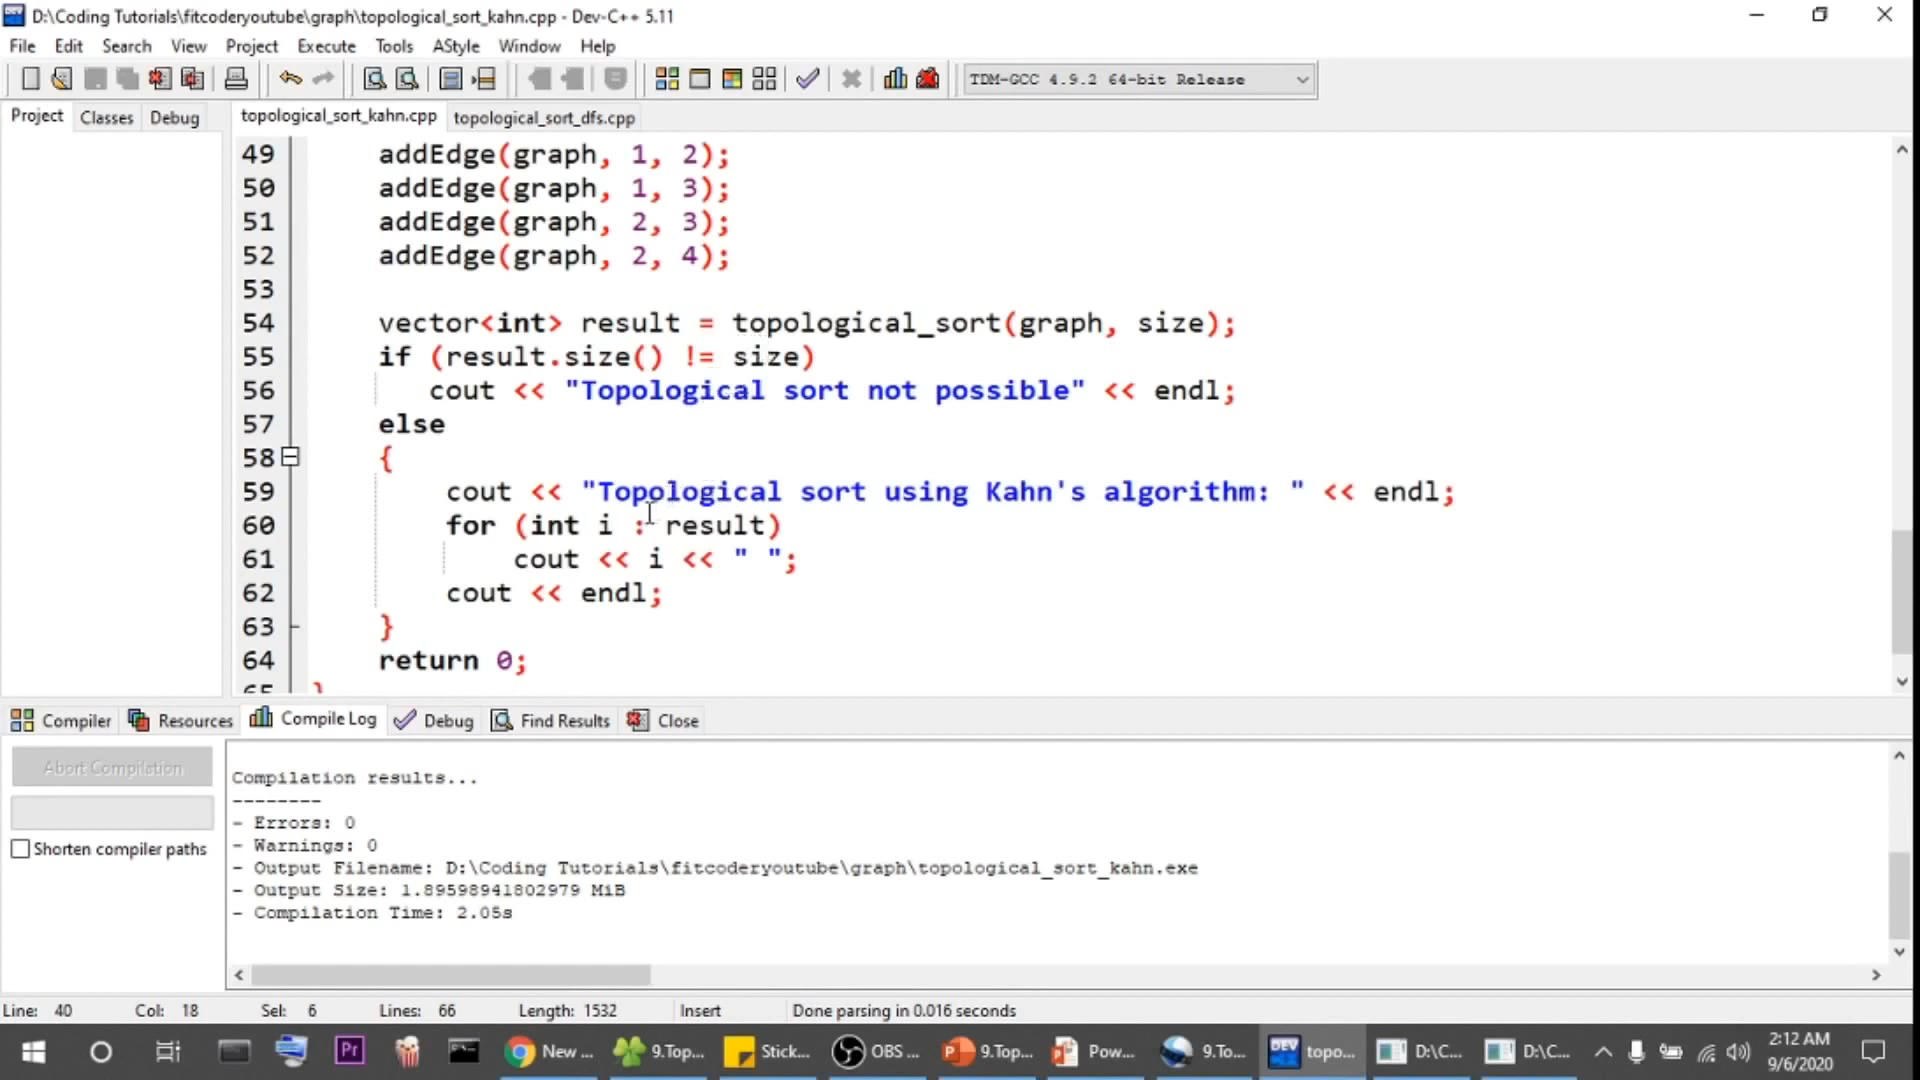 D:\Coding Tutorials\fitcoderyoutube\graph\topological_sort_kahn.cpp - Dev-C++ 5.11
File Edit Search View Project Execute Tools AStyle Window Help
TDM-GCC 4.9.2 64-bit Release
Project Classes Debug topological_sort_kahn.cpp topological_sort_dfs.cpp
49 addEdge(graph, 1, 2);
50 addEdge(graph, 1, 3);
51 addEdge(graph, 2, 3);
52 addEdge(graph, 2, 4);
53
54 vector<int> result = topological_sort(graph, size);
55 if (result.size() != size)
56 cout << "Topological sort not possible" << endl;
57 else
58 {
59 cout << "Topological sort using Kahn's algorithm: " << endl;
60 for (int i : result)
61 cout << i << " ";
62 cout << endl;
63 }
64 return 0;
65 }
Compiler Resources Compile Log Debug Find Results Close
Abort Compilation
Shorten compiler paths
Compilation results...
--------
- Errors: 0
- Warnings: 0
- Output Filename: D:\Coding Tutorials\fitcoderyoutube\graph\topological_sort_kahn.exe
- Output Size: 1.89598941802979 MiB
- Compilation Time: 2.05s
Line: 40 Col: 18 Sel: 6 Lines: 66 Length: 1532 Insert Done parsing in 0.016 seconds
Pr New ... 9.Top... Stick... OBS ... 9.Top... Pow... 9.To... DEV topo... D:\C... D:\C... 2:12 AM
9/6/2020